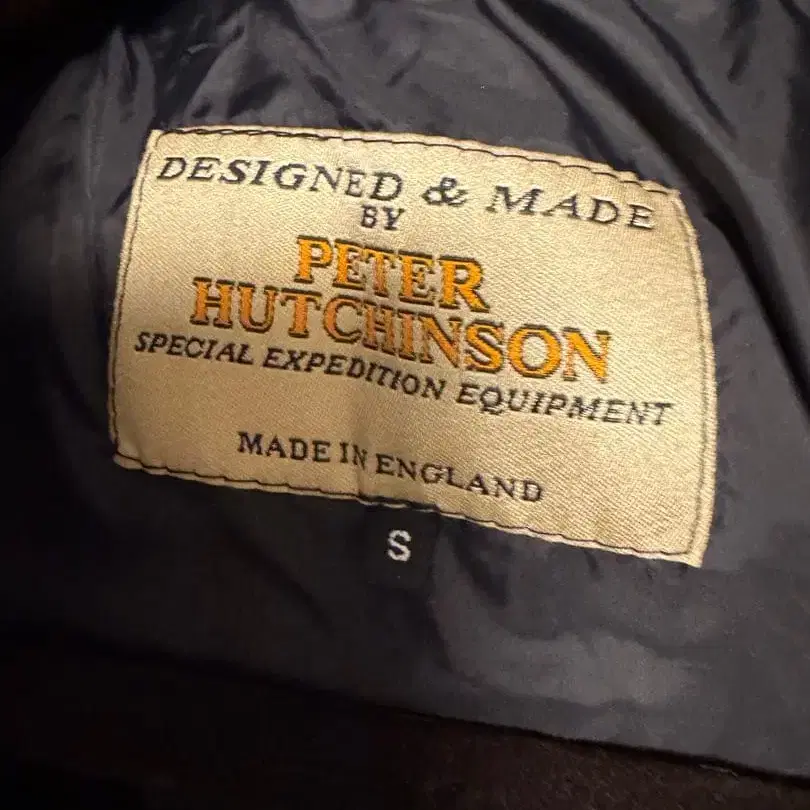 DESIGNED & MADE
BY
PETER
HUTCHINSON
SPECIAL EXPEDITION EQUIPMENT
MADE IN ENGLAND
S